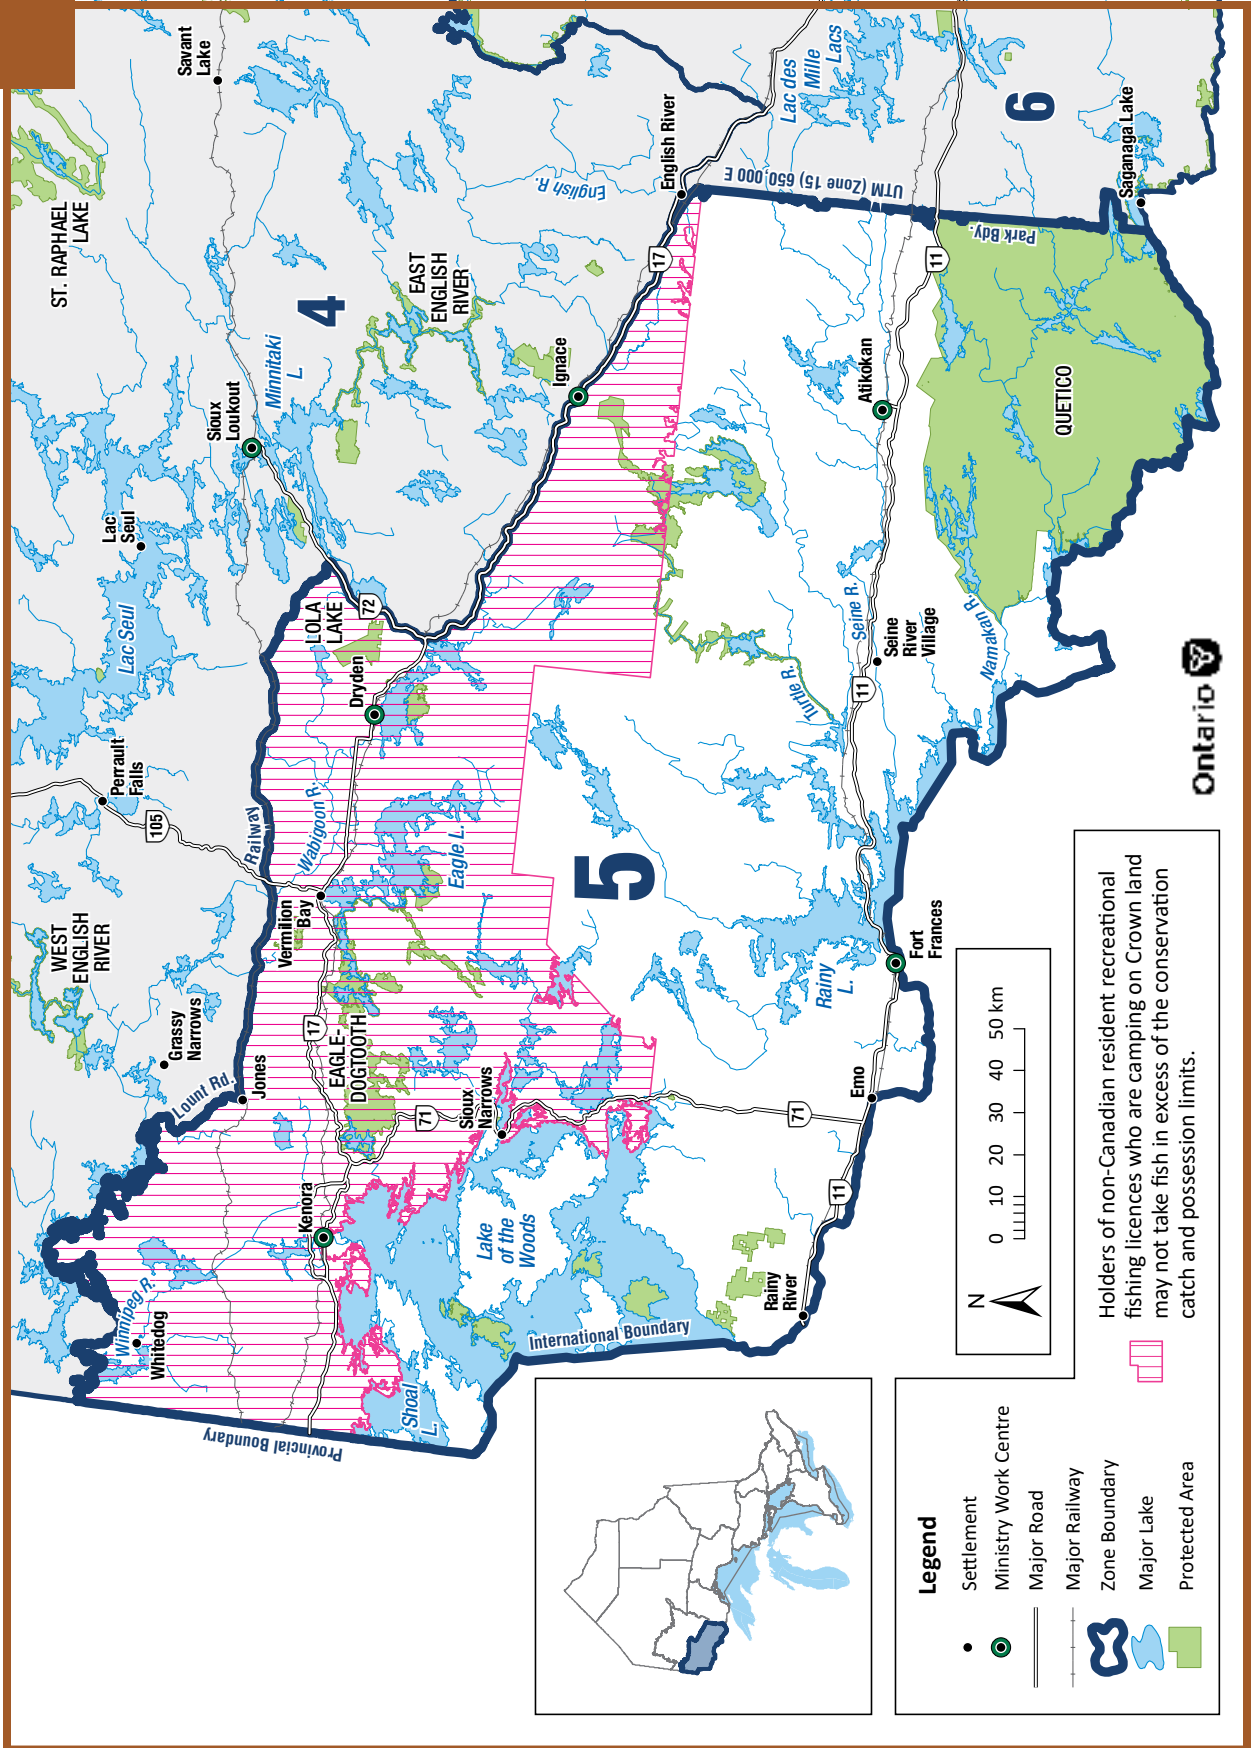 Savant
Lake
ST. RAPHAEL
LAKE
4
EAST
ENGLISH
RIVER
English R.
English River
Lac des
Mille
Lacs
6
Saganaga Lake
UTM (Zone 15) 650,000 E
Park Bdy.
Minnitaki
L.
Sioux
Lookout
Lac
Seul
Lac Seul
Ignace
17
11
Atikokan
QUETICO
LOLA
LAKE
72
Dryden
Perrault
Falls
105
Railway
Wabigoon R.
Eagle L.
Vermilion
Bay
WEST
ENGLISH
RIVER
Grassy
Narrows
Lount Rd.
Jones
17
EAGLE-
DOGTOOTH
71
Sioux
Narrows
5
Turtle R.
Seine R.
Seine
River
Village
11
Namakan R.
Rainy
L.
Fort
Frances
Emo
71
11
Kenora
Lake
of the
Woods
Rainy
River
International Boundary
Winnipeg R.
Whitedog
Shoal
L.
Provincial Boundary
N
0 10 20 30 40 50 km
Legend
Settlement
Ministry Work Centre
Major Road
Major Railway
Zone Boundary
Major Lake
Protected Area
Holders of non-Canadian resident recreational
fishing licences who are camping on Crown land
may not take fish in excess of the conservation
catch and possession limits.
Ontario